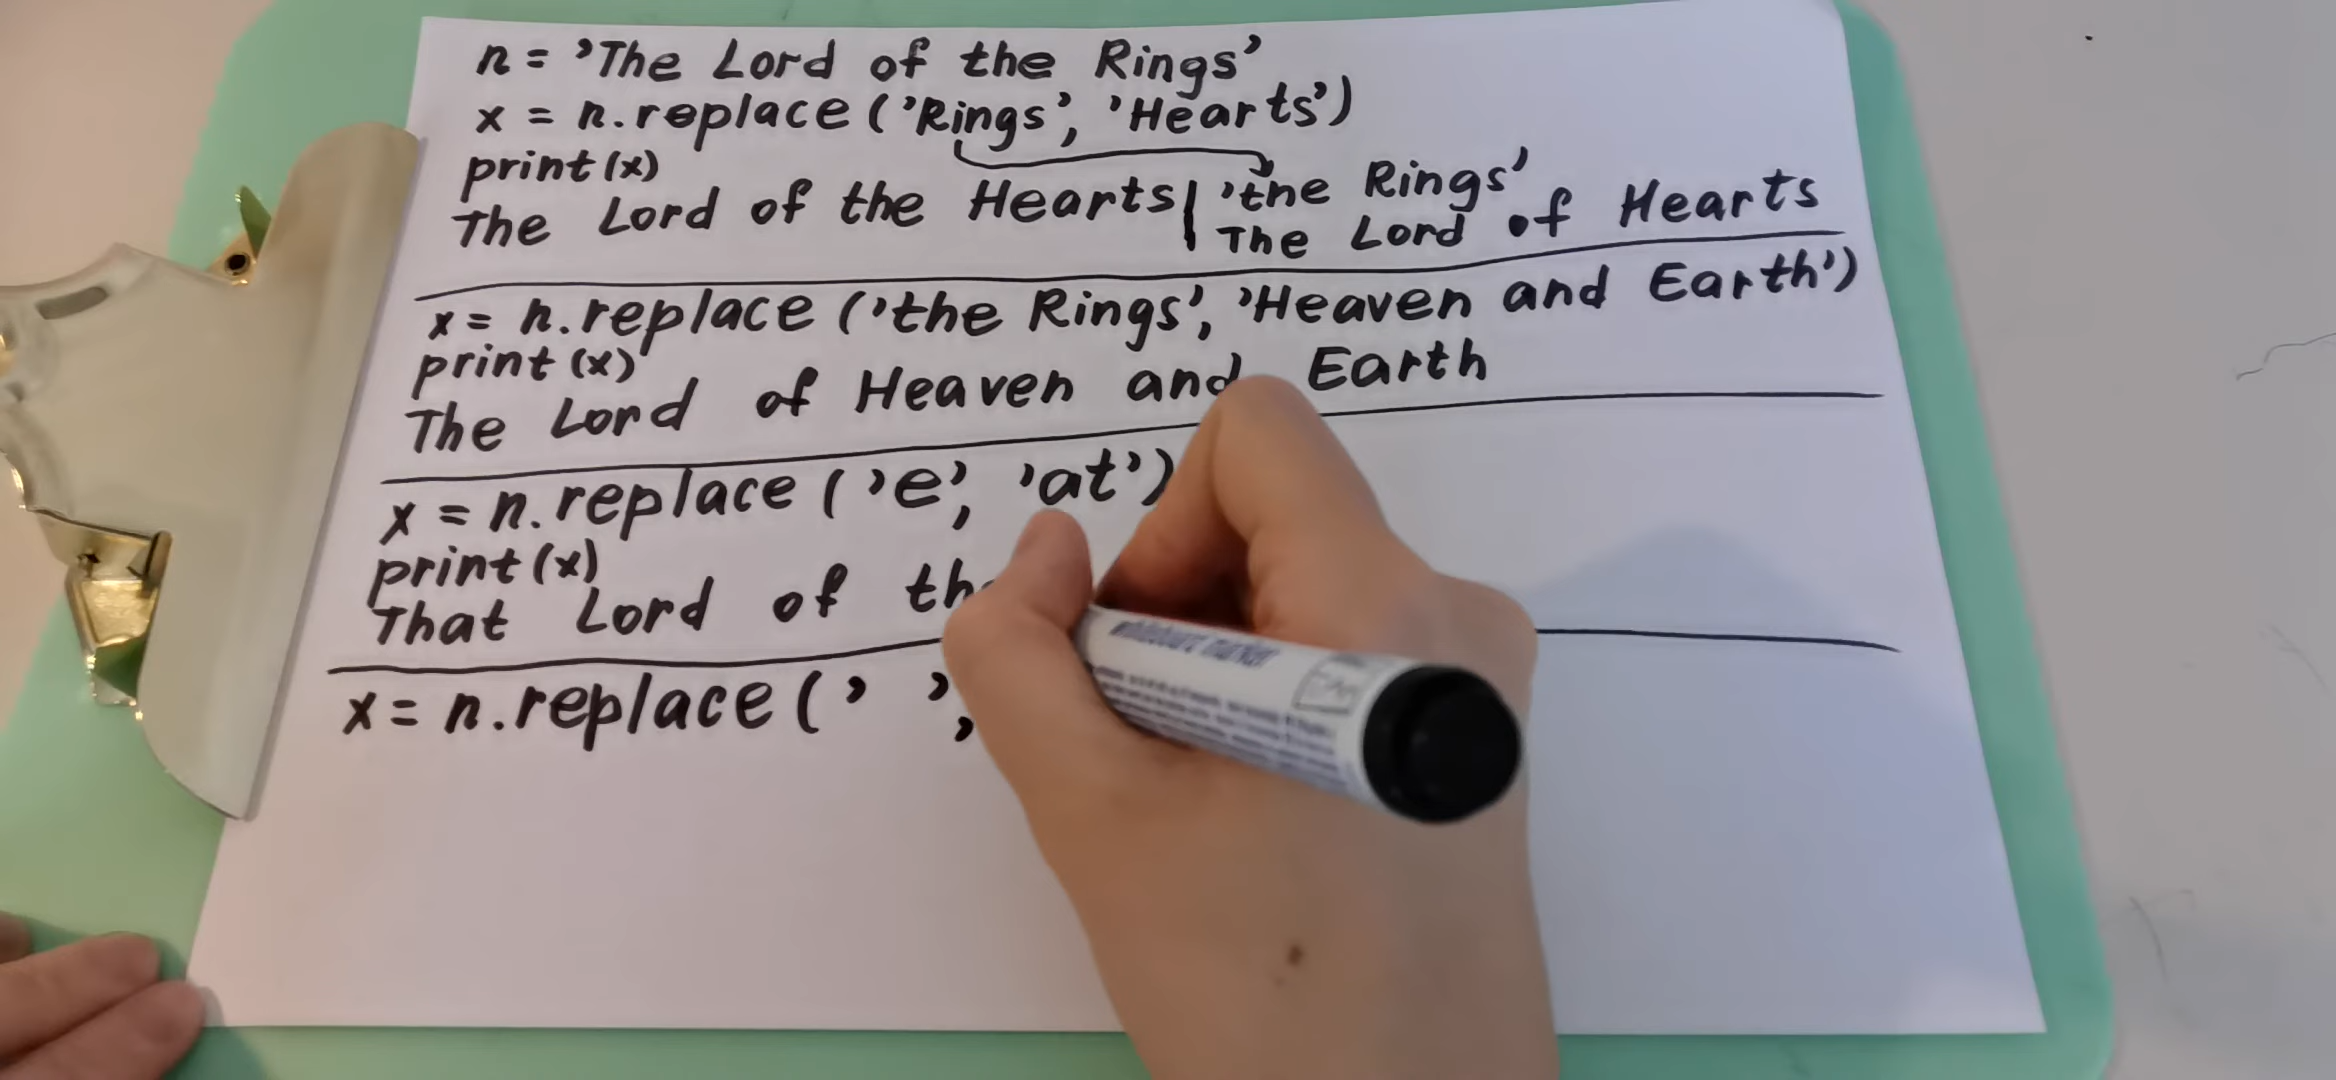 n = 'The Lord of the Rings'
x = n.replace('Rings', 'Hearts')
print(x)
The Lord of the Hearts | 'the Rings'
The Lord of Hearts
x = n.replace('the Rings', 'Heaven and Earth')
print(x)
The Lord of Heaven and Earth
x = n.replace('e', 'at')
print(x)
That Lord of th
x = n.replace(' ',
whiteboard marker